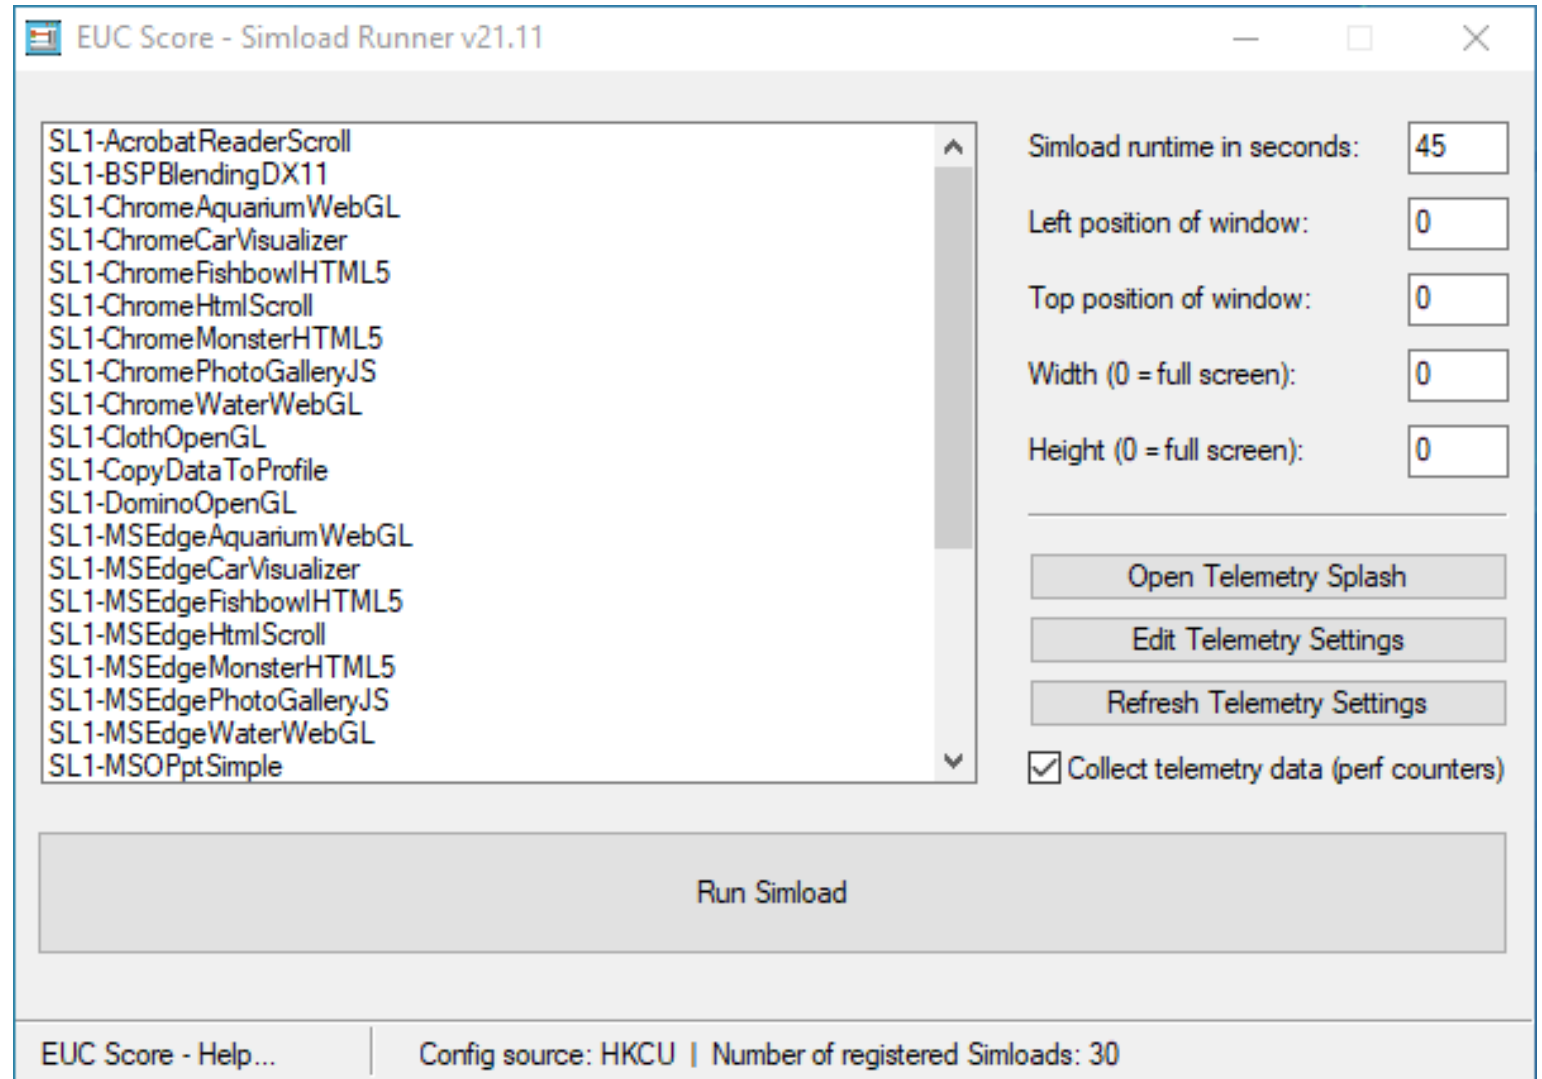 EUC Score - Simload Runner v21.11
SL1-AcrobatReaderScroll
SL1-BSPBlendingDX11
SL1-ChromeAquariumWebGL
SL1-ChromeCarVisualizer
SL1-ChromeFishbowlHTML5
SL1-ChromeHtmlScroll
SL1-ChromeMonsterHTML5
SL1-ChromePhotoGalleryJS
SL1-ChromeWaterWebGL
SL1-ClothOpenGL
SL1-CopyDataToProfile
SL1-DominoOpenGL
SL1-MSEdgeAquariumWebGL
SL1-MSEdgeCarVisualizer
SL1-MSEdgeFishbowlHTML5
SL1-MSEdgeHtmlScroll
SL1-MSEdgeMonsterHTML5
SL1-MSEdgePhotoGalleryJS
SL1-MSEdgeWaterWebGL
SL1-MSOPptSimple
Simload runtime in seconds: 45
Left position of window: 0
Top position of window: 0
Width (0 = full screen): 0
Height (0 = full screen): 0
Open Telemetry Splash
Edit Telemetry Settings
Refresh Telemetry Settings
Collect telemetry data (perf counters)
Run Simload
EUC Score - Help...
Config source: HKCU | Number of registered Simloads: 30